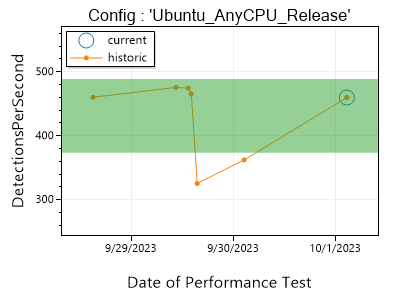 Config : 'Ubuntu_AnyCPU_Release'
current
historic
DetectionsPerSecond
500
400
300
9/29/2023
9/30/2023
10/1/2023
Date of Performance Test